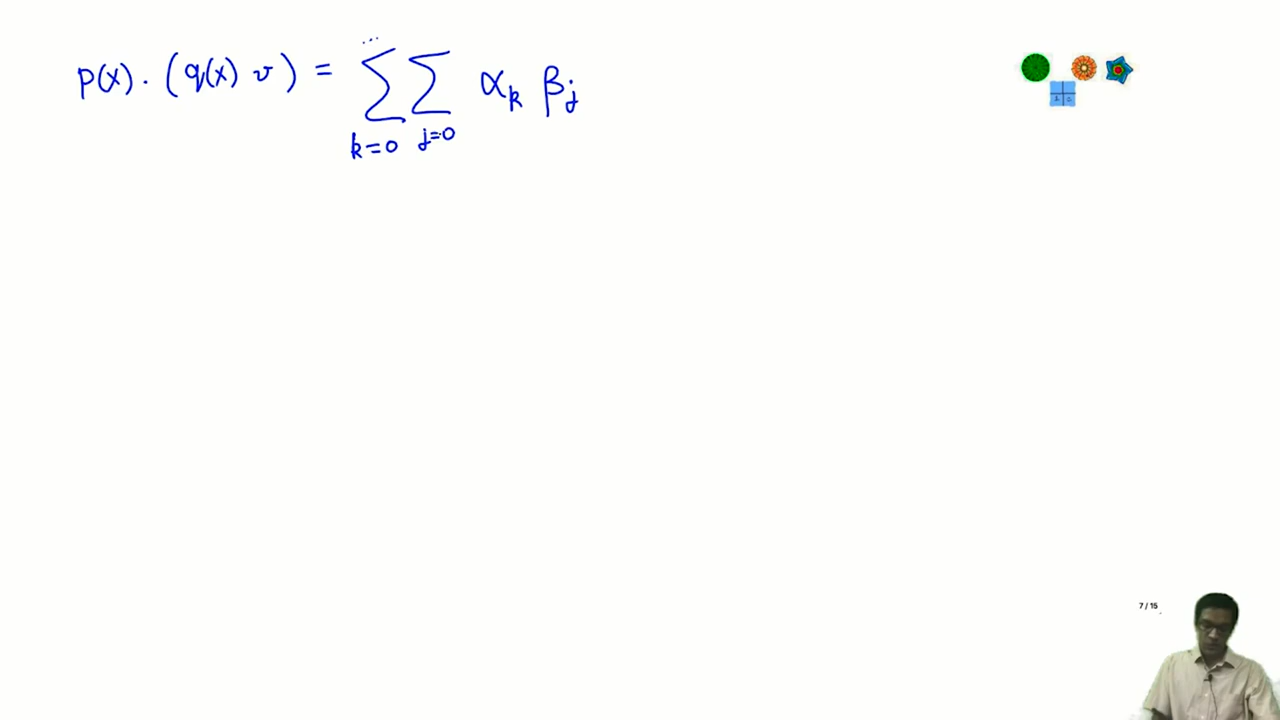 p(x) · (q(x) v) = ∑ ∑ α_k β_j
...
k=0 j=0
7 / 15